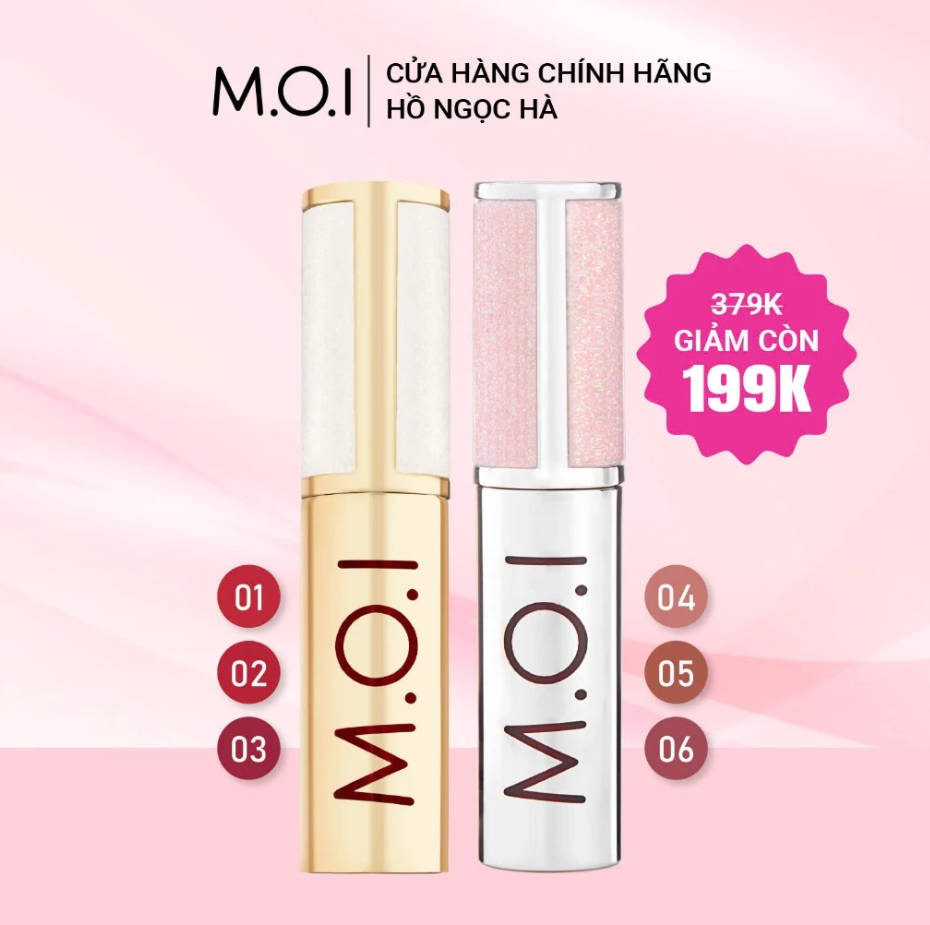 M.O.I
CỬA HÀNG CHÍNH HÃNG
HỒ NGỌC HÀ
379K
GIẢM CÒN
199K
M.O.I
M.O.I
01
02
03
04
05
06